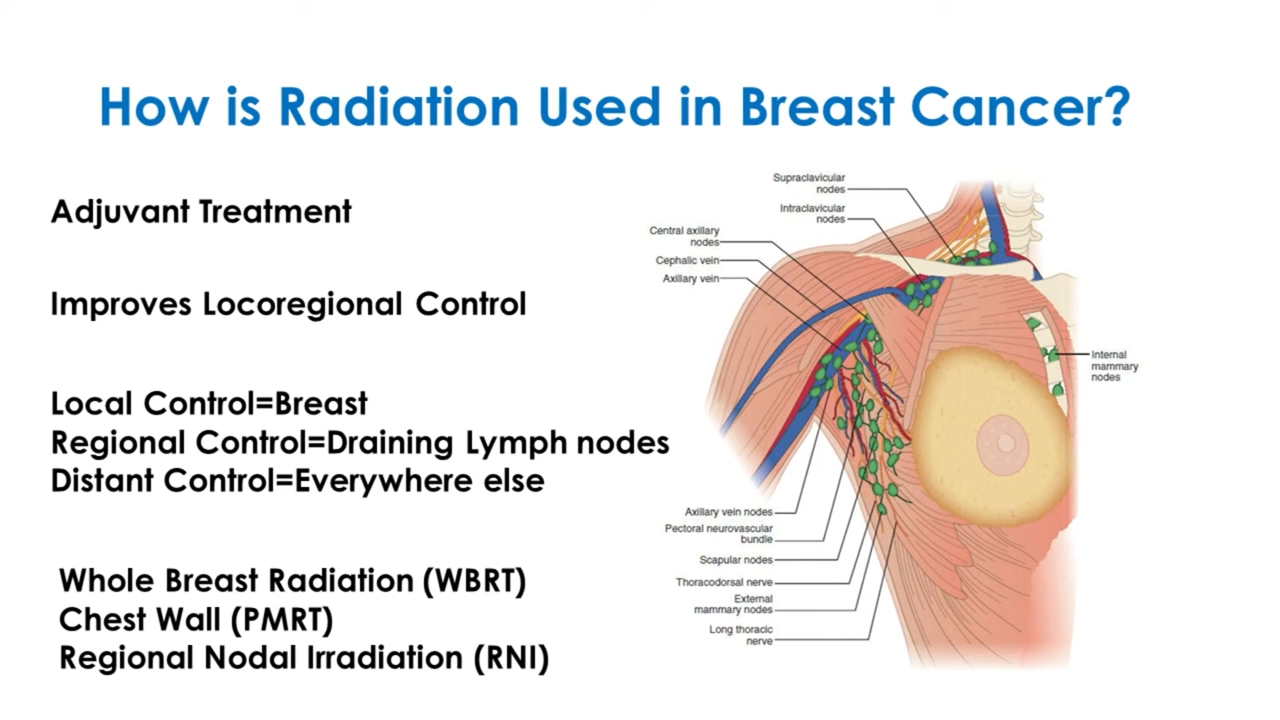 How is Radiation Used in Breast Cancer?
Adjuvant Treatment
Improves Locoregional Control
Local Control=Breast
Regional Control=Draining Lymph nodes
Distant Control=Everywhere else
Whole Breast Radiation (WBRT)
Chest Wall (PMRT)
Regional Nodal Irradiation (RNI)
Supraclavicular
nodes
Intraclavicular
nodes
Central axillary
nodes
Cephalic vein
Axillary vein
Internal
mammary
nodes
Axillary vein nodes
Pectoral neurovascular
bundle
Scapular nodes
Thoracodorsal nerve
External
mammary nodes
Long thoracic
nerve